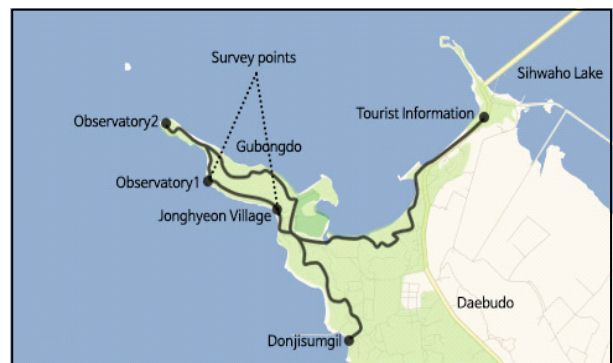 Survey points
Sihwaho Lake
Tourist Information
Observatory2
Gubongdo
Observatory1
Jonghyeon Village
Daebudo
Donjisumgil